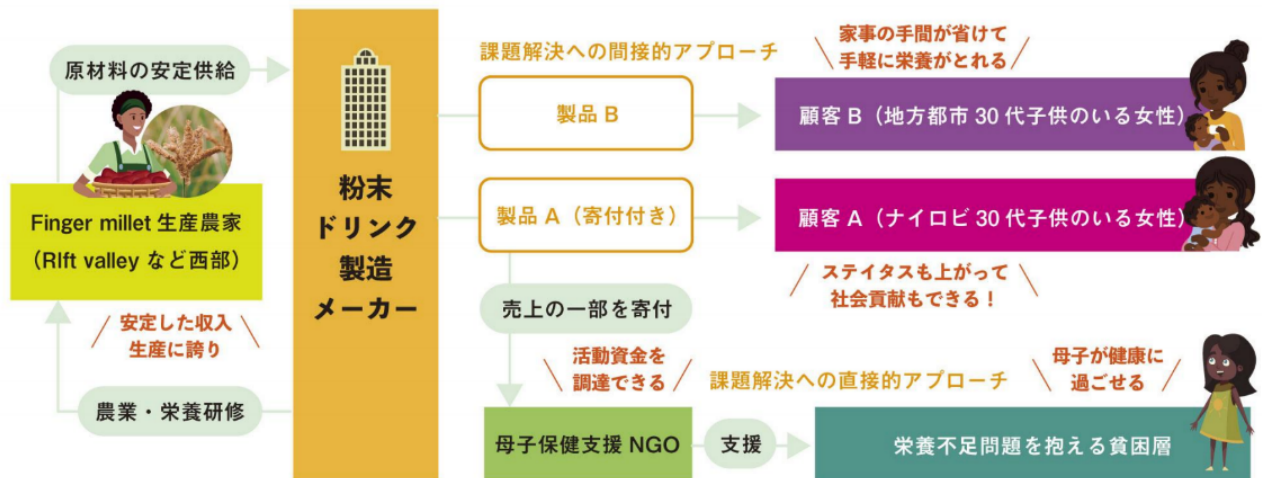 原材料の安定供給
Finger millet 生産農家
（RIft valley など西部）
安定した収入
生産に誇り
農業・栄養研修
粉末
ドリンク
製造
メーカー
課題解決への間接的アプローチ
製品 B
家事の手間が省けて
手軽に栄養がとれる
顧客 B（地方都市 30 代子供のいる女性）
製品 A（寄付付き）
顧客 A（ナイロビ 30 代子供のいる女性）
ステイタスも上がって
社会貢献もできる！
売上の一部を寄付
活動資金を
調達できる
課題解決への直接的アプローチ
母子が健康に
過ごせる
母子保健支援 NGO
支援
栄養不足問題を抱える貧困層